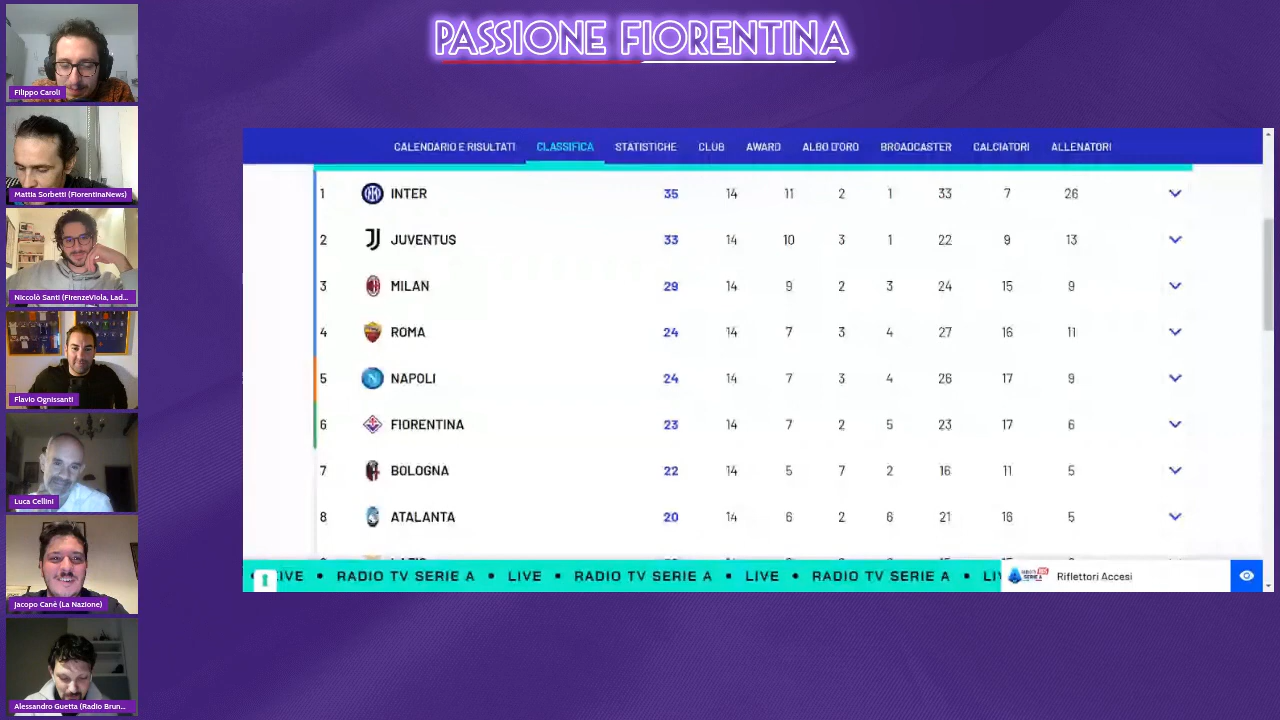 PASSIONE FIORENTINA
Filippo Caroli
Mattia Sorbetti (FiorentinaNews)
Niccolò Santi (FirenzeViola, Lad...
Flavio Ognissanti
Luca Cellini
Jacopo Canè (La Nazione)
Alessandro Guetta (Radio Brun...
CALENDARIO E RISULTATI CLASSIFICA STATISTICHE CLUB AWARD ALBO D'ORO BROADCASTER CALCIATORI ALLENATORI
1 INTER 35 14 11 2 1 33 7 26
2 JUVENTUS 33 14 10 3 1 22 9 13
3 MILAN 29 14 9 2 3 24 15 9
4 ROMA 24 14 7 3 4 27 16 11
5 NAPOLI 24 14 7 3 4 26 17 9
6 FIORENTINA 23 14 7 2 5 23 17 6
7 BOLOGNA 22 14 5 7 2 16 11 5
8 ATALANTA 20 14 6 2 6 21 16 5
IVE • RADIO TV SERIE A • LIVE • RADIO TV SERIE A • LIVE • RADIO TV SERIE A • LIV
Riflettori Accesi